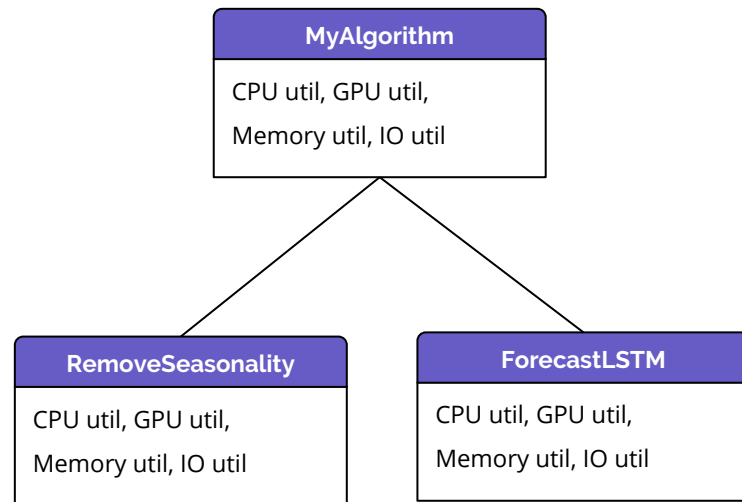 MyAlgorithm
CPU util, GPU util,
Memory util, IO util
RemoveSeasonality
CPU util, GPU util,
Memory util, IO util
ForecastLSTM
CPU util, GPU util,
Memory util, IO util